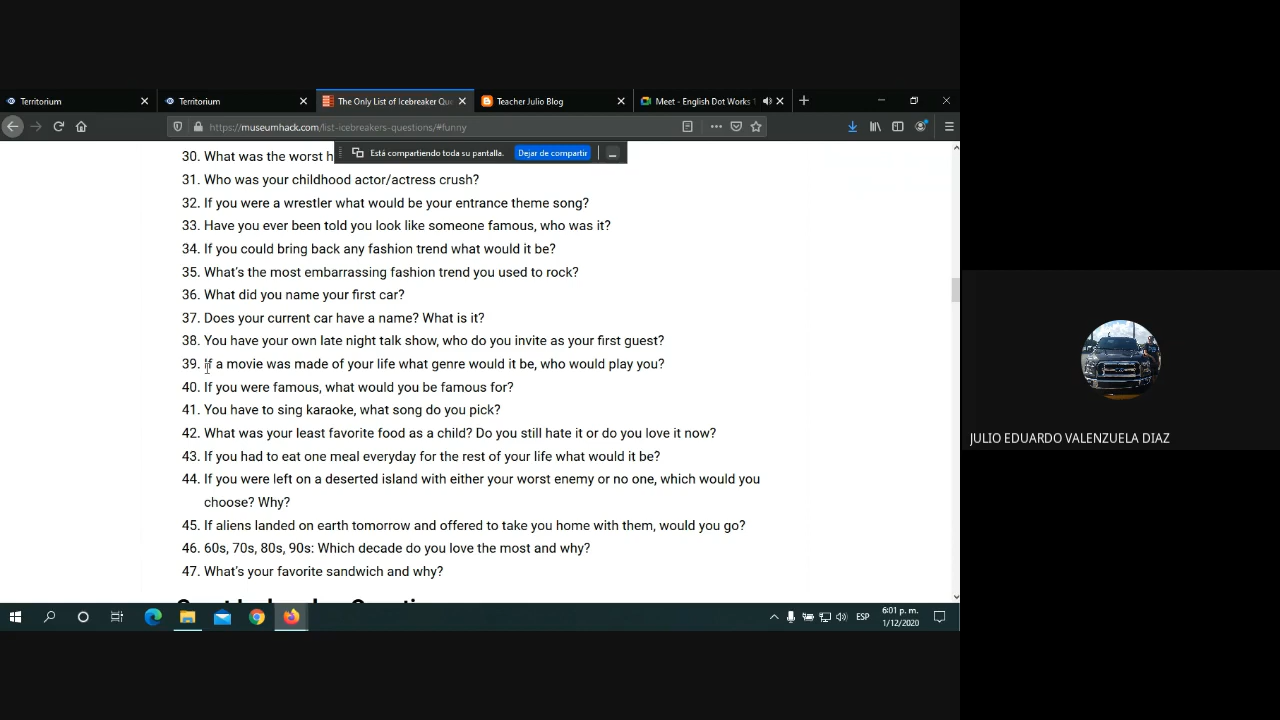 Territorium
Territorium
The Only List of Icebreaker Qu
Teacher Julio Blog
Meet - English Dot Works 1
https://museumhack.com/list-icebreakers-questions/#funny
Está compartiendo toda su pantalla.
Dejar de compartir
30. What was the worst h
31. Who was your childhood actor/actress crush?
32. If you were a wrestler what would be your entrance theme song?
33. Have you ever been told you look like someone famous, who was it?
34. If you could bring back any fashion trend what would it be?
35. What's the most embarrassing fashion trend you used to rock?
36. What did you name your first car?
37. Does your current car have a name? What is it?
38. You have your own late night talk show, who do you invite as your first guest?
39. If a movie was made of your life what genre would it be, who would play you?
40. If you were famous, what would you be famous for?
41. You have to sing karaoke, what song do you pick?
42. What was your least favorite food as a child? Do you still hate it or do you love it now?
43. If you had to eat one meal everyday for the rest of your life what would it be?
44. If you were left on a deserted island with either your worst enemy or no one, which would you
choose? Why?
45. If aliens landed on earth tomorrow and offered to take you home with them, would you go?
46. 60s, 70s, 80s, 90s: Which decade do you love the most and why?
47. What's your favorite sandwich and why?
JULIO EDUARDO VALENZUELA DIAZ
ESP
6:01 p. m.
1/12/2020